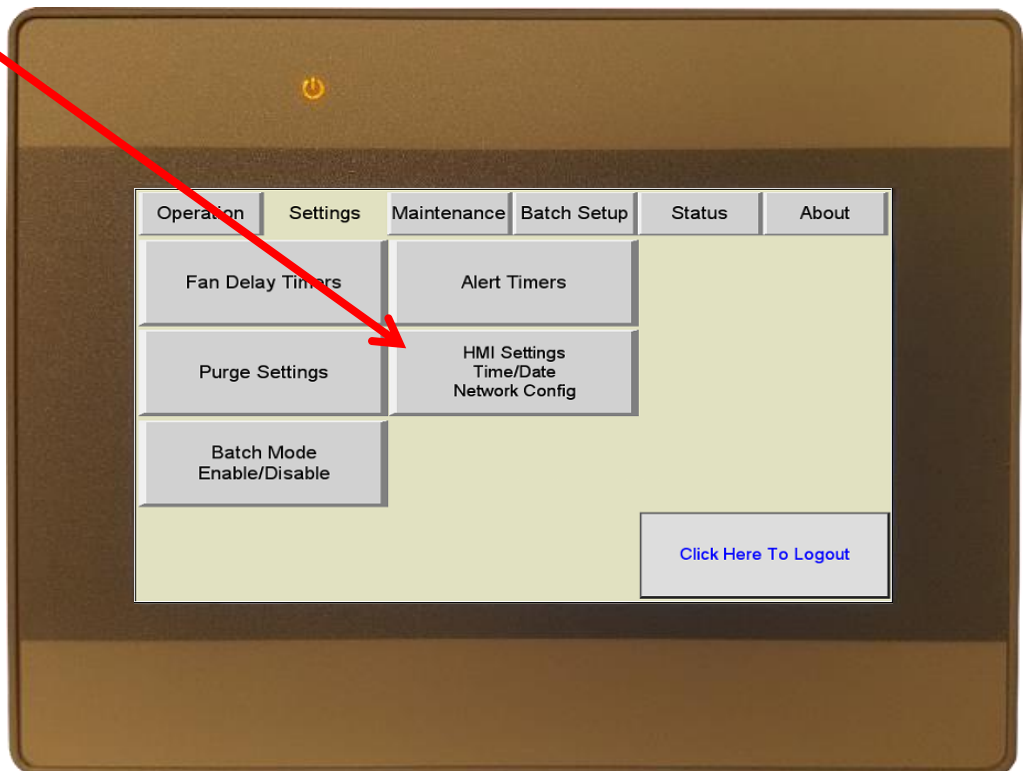 Operation Settings Maintenance Batch Setup Status About
Fan Delay Timers Alert Timers
Purge Settings
HMI Settings
Time/Date
Network Config
Batch Mode
Enable/Disable
Click Here To Logout